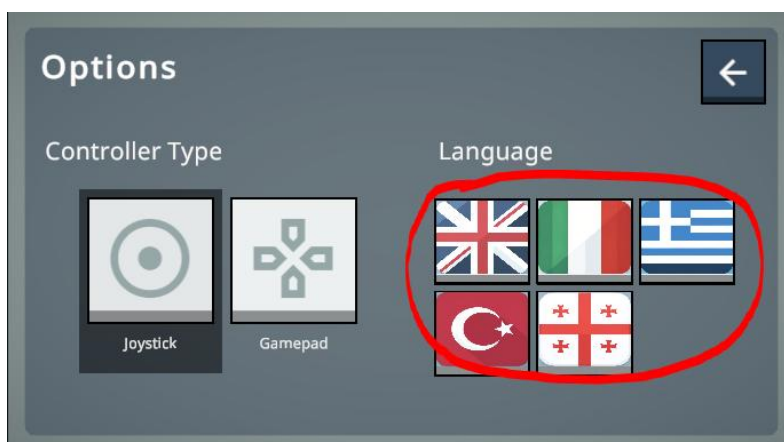 Options
Controller Type
Language
Joystick
Gamepad